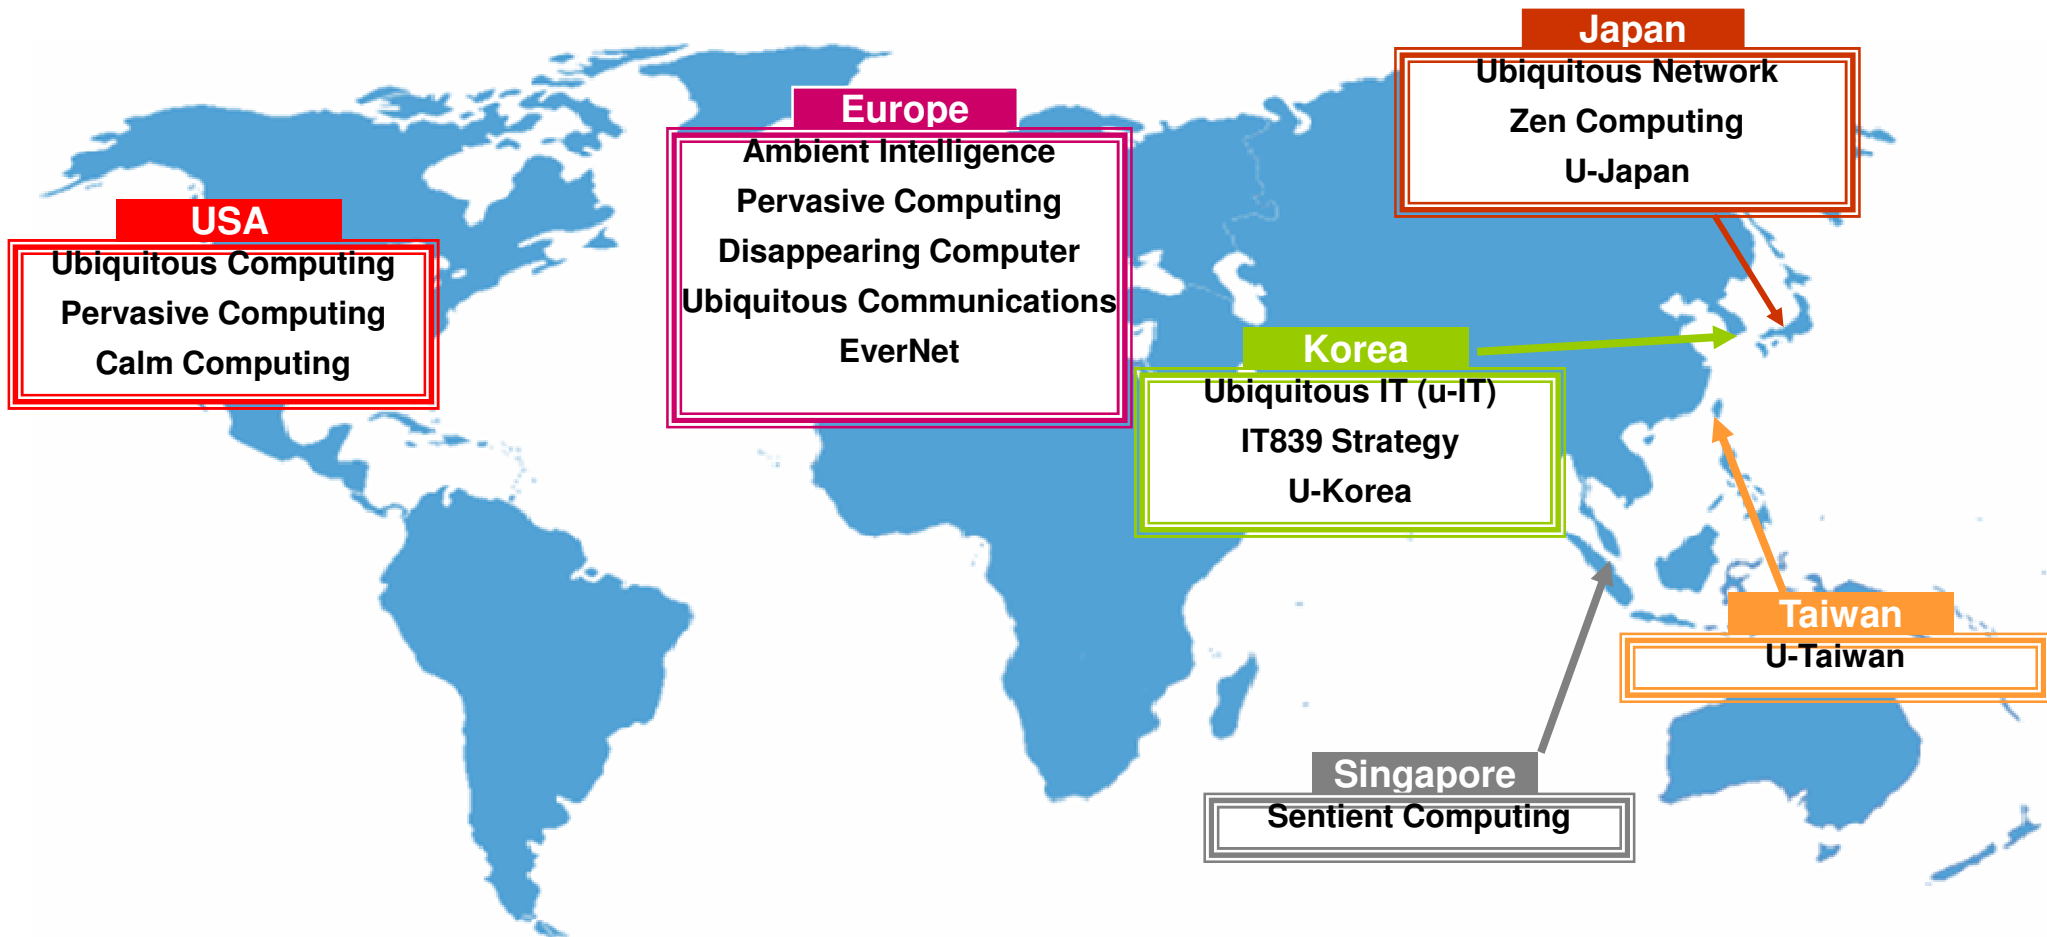 USA
Ubiquitous Computing
Pervasive Computing
Calm Computing
Europe
Ambient Intelligence
Pervasive Computing
Disappearing Computer
Ubiquitous Communications
EverNet
Japan
Ubiquitous Network
Zen Computing
U-Japan
Korea
Ubiquitous IT (u-IT)
IT839 Strategy
U-Korea
Taiwan
U-Taiwan
Singapore
Sentient Computing